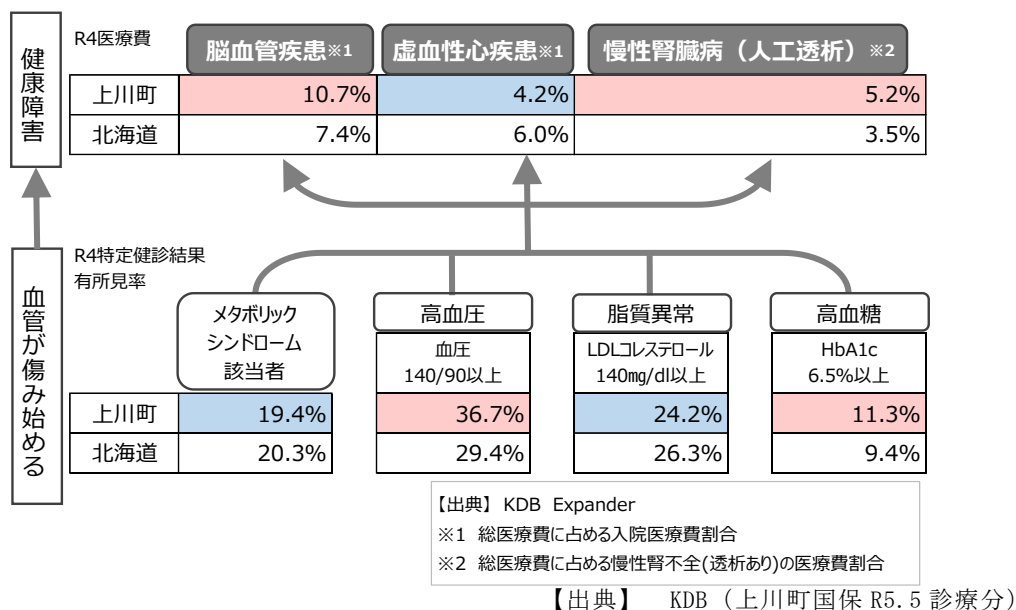 健康障害
R4医療費
脳血管疾患※1 虚血性心疾患※1 慢性腎臓病（人工透析）※2
上川町 10.7% 4.2% 5.2%
北海道 7.4% 6.0% 3.5%
血管が傷み始める
R4特定健診結果
有所見率
メタボリック
シンドローム
該当者
高血圧 脂質異常 高血糖
血圧 LDLコレステロール HbA1c
140/90以上 140㎎/dl以上 6.5%以上
上川町 19.4% 36.7% 24.2% 11.3%
北海道 20.3% 29.4% 26.3% 9.4%
【出典】KDB Expander
※1 総医療費に占める入院医療費割合
※2 総医療費に占める慢性腎不全(透析あり)の医療費割合
【出典】 KDB（上川町国保 R5.5 診療分）